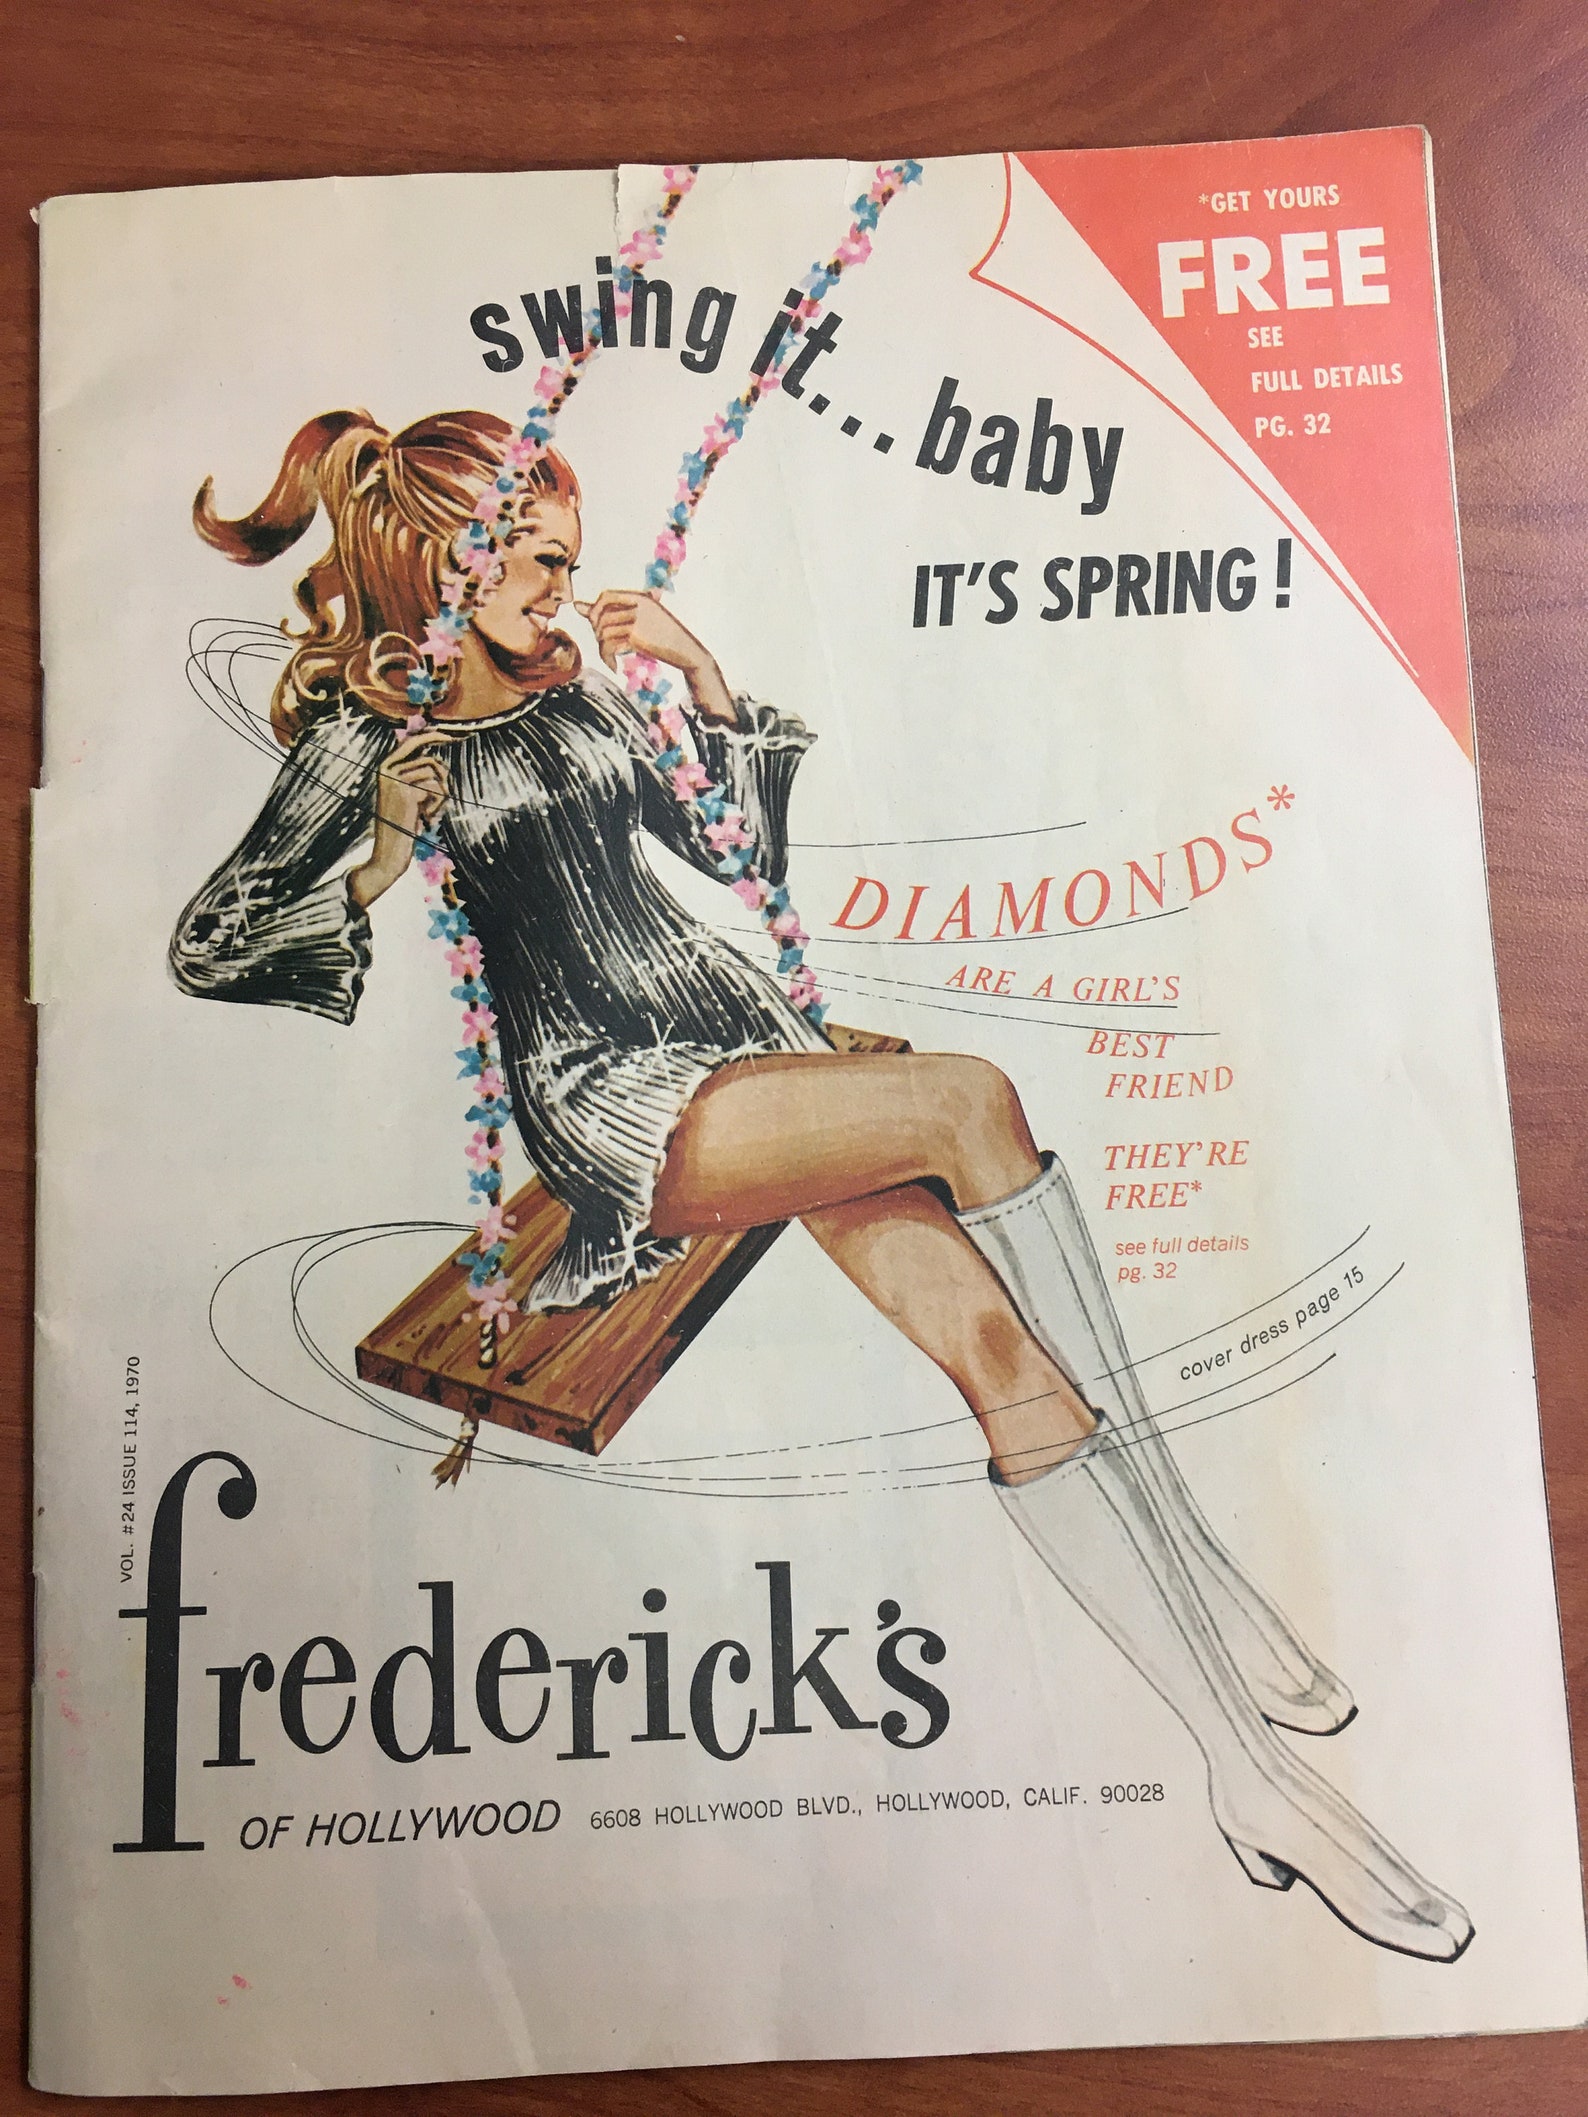 *GET YOURS
FREE
SEE
FULL DETAILS
PG. 32
swing it... baby
IT'S SPRING!
DIAMONDS*
ARE A GIRL'S
BEST
FRIEND
THEY'RE
FREE*
see full details
pg. 32
cover dress page 15
VOL. #24 ISSUE 114, 1970
frederick's
OF HOLLYWOOD 6608 HOLLYWOOD BLVD., HOLLYWOOD, CALIF. 90028